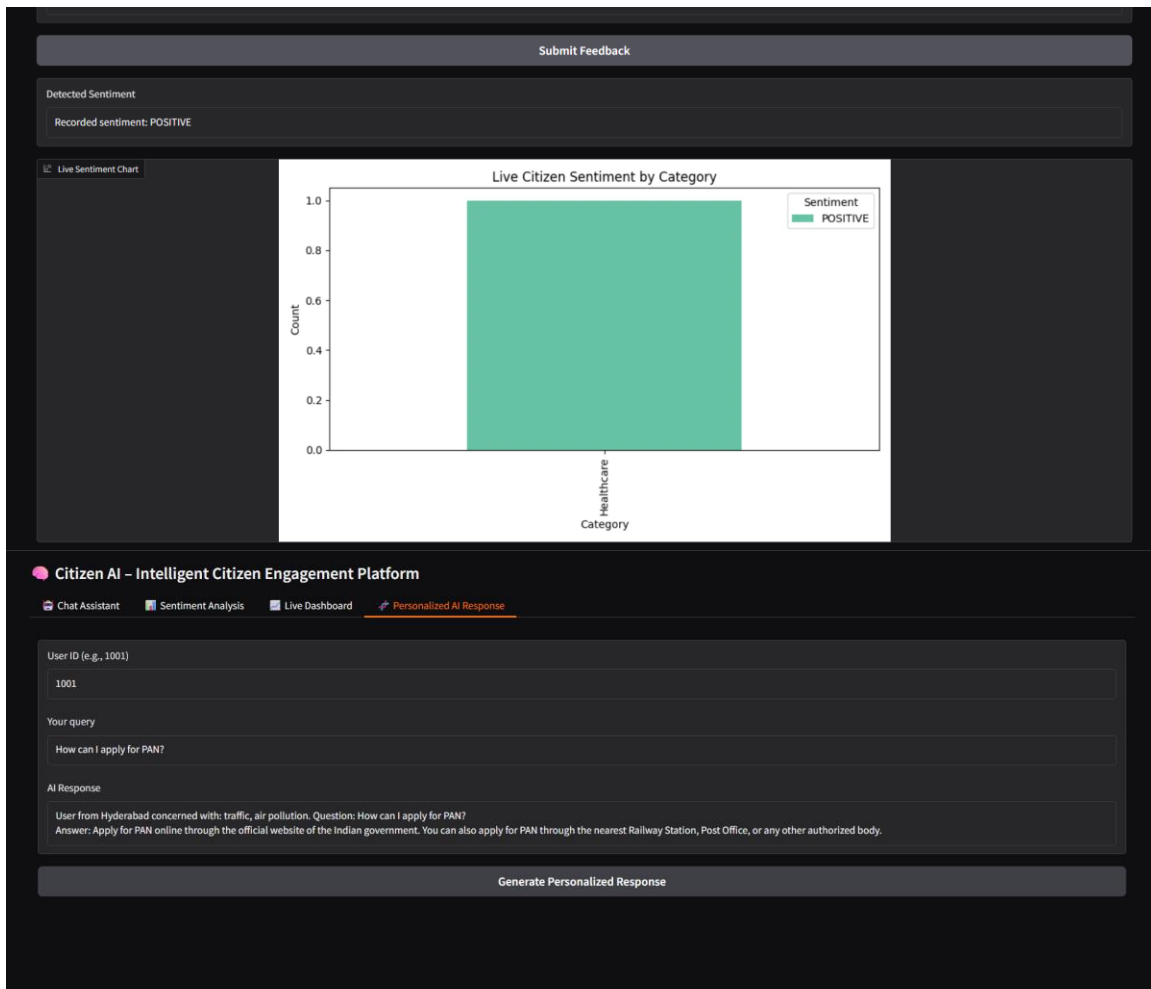 Submit Feedback
Detected Sentiment
Recorded sentiment: POSITIVE
Live Sentiment Chart
Live Citizen Sentiment by Category
Sentiment
POSITIVE
1.0
0.8
0.6
0.4
0.2
0.0
Count
Healthcare
Category
Citizen AI – Intelligent Citizen Engagement Platform
Chat Assistant Sentiment Analysis Live Dashboard Personalized AI Response
User ID (e.g., 1001)
1001
Your query
How can I apply for PAN?
AI Response
User from Hyderabad concerned with: traffic, air pollution. Question: How can I apply for PAN?
Answer: Apply for PAN online through the official website of the Indian government. You can also apply for PAN through the nearest Railway Station, Post Office, or any other authorized body.
Generate Personalized Response